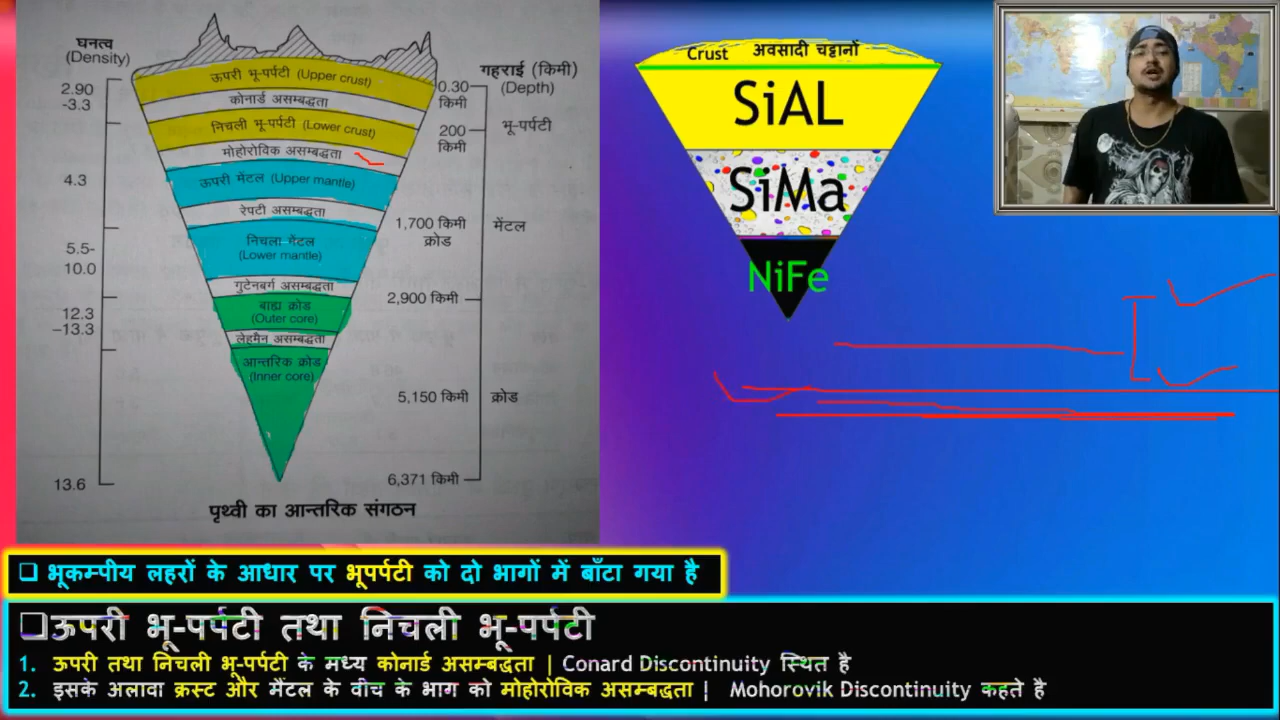 घनत्व
(Density)
2.90
-3.3
4.3
5.5-
10.0
12.3
–13.3
13.6
ऊपरी भू-पर्पटी (Upper crust)
कोनार्ड असम्बद्धता
निचली भू-पर्पटी (Lower crust)
मोहोरोविक असम्बद्धता
ऊपरी मेंटल (Upper mantle)
रेपटी असम्बद्धता
निचला मेंटल
(Lower mantle)
गुटेनबर्ग असम्बद्धता
बाह्य क्रोड
(Outer core)
लेहमैन असम्बद्धता
आन्तरिक क्रोड
(Inner core)
गहराई (किमी)
(Depth)
0.30
किमी
200
किमी
भू-पर्पटी
1,700 किमी
क्रोड
मेंटल
2,900 किमी
5,150 किमी
क्रोड
6,371 किमी
पृथ्वी का आन्तरिक संगठन
Crust अवसादी चट्टानों
SiAL
SiMa
NiFe
भूकम्पीय लहरों के आधार पर भूपर्पटी को दो भागों में बाँटा गया है
ऊपरी भू-पर्पटी तथा निचली भू-पर्पटी
1. ऊपरी तथा निचली भू-पर्पटी के मध्य कोनार्ड असम्बद्धता | Conard Discontinuity स्थित है
2. इसके अलावा क्रस्ट और मैंटल के वीच के भाग को मोहोरोविक असम्बद्धता | Mohorovik Discontinuity कहते है